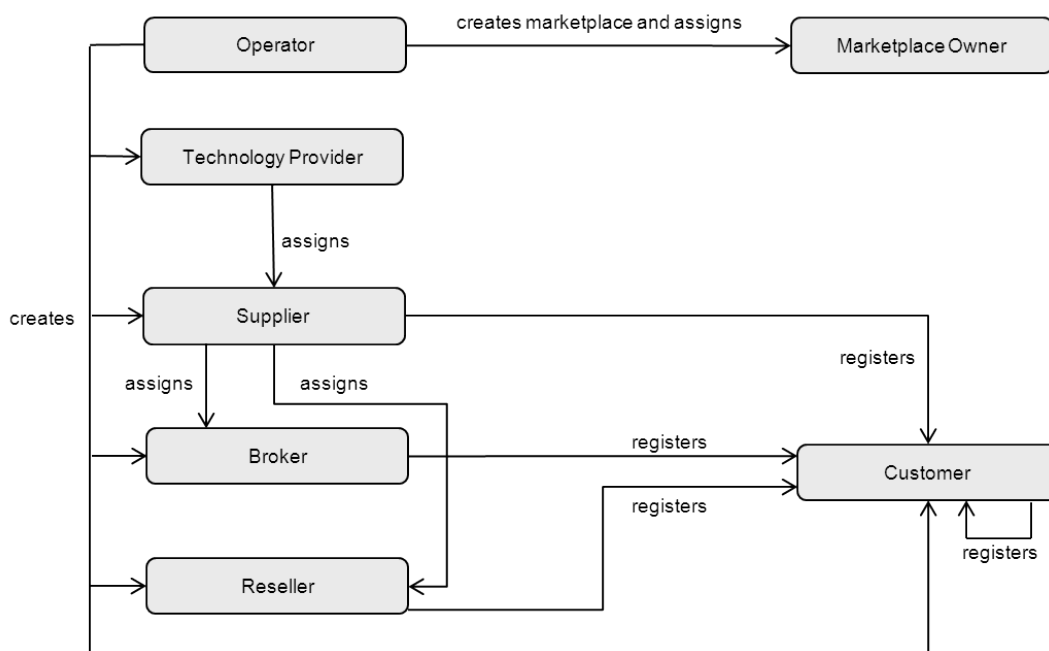 creates marketplace and assigns
Operator
Marketplace Owner
Technology Provider
assigns
creates
Supplier
registers
assigns
assigns
Broker
registers
Customer
registers
registers
Reseller